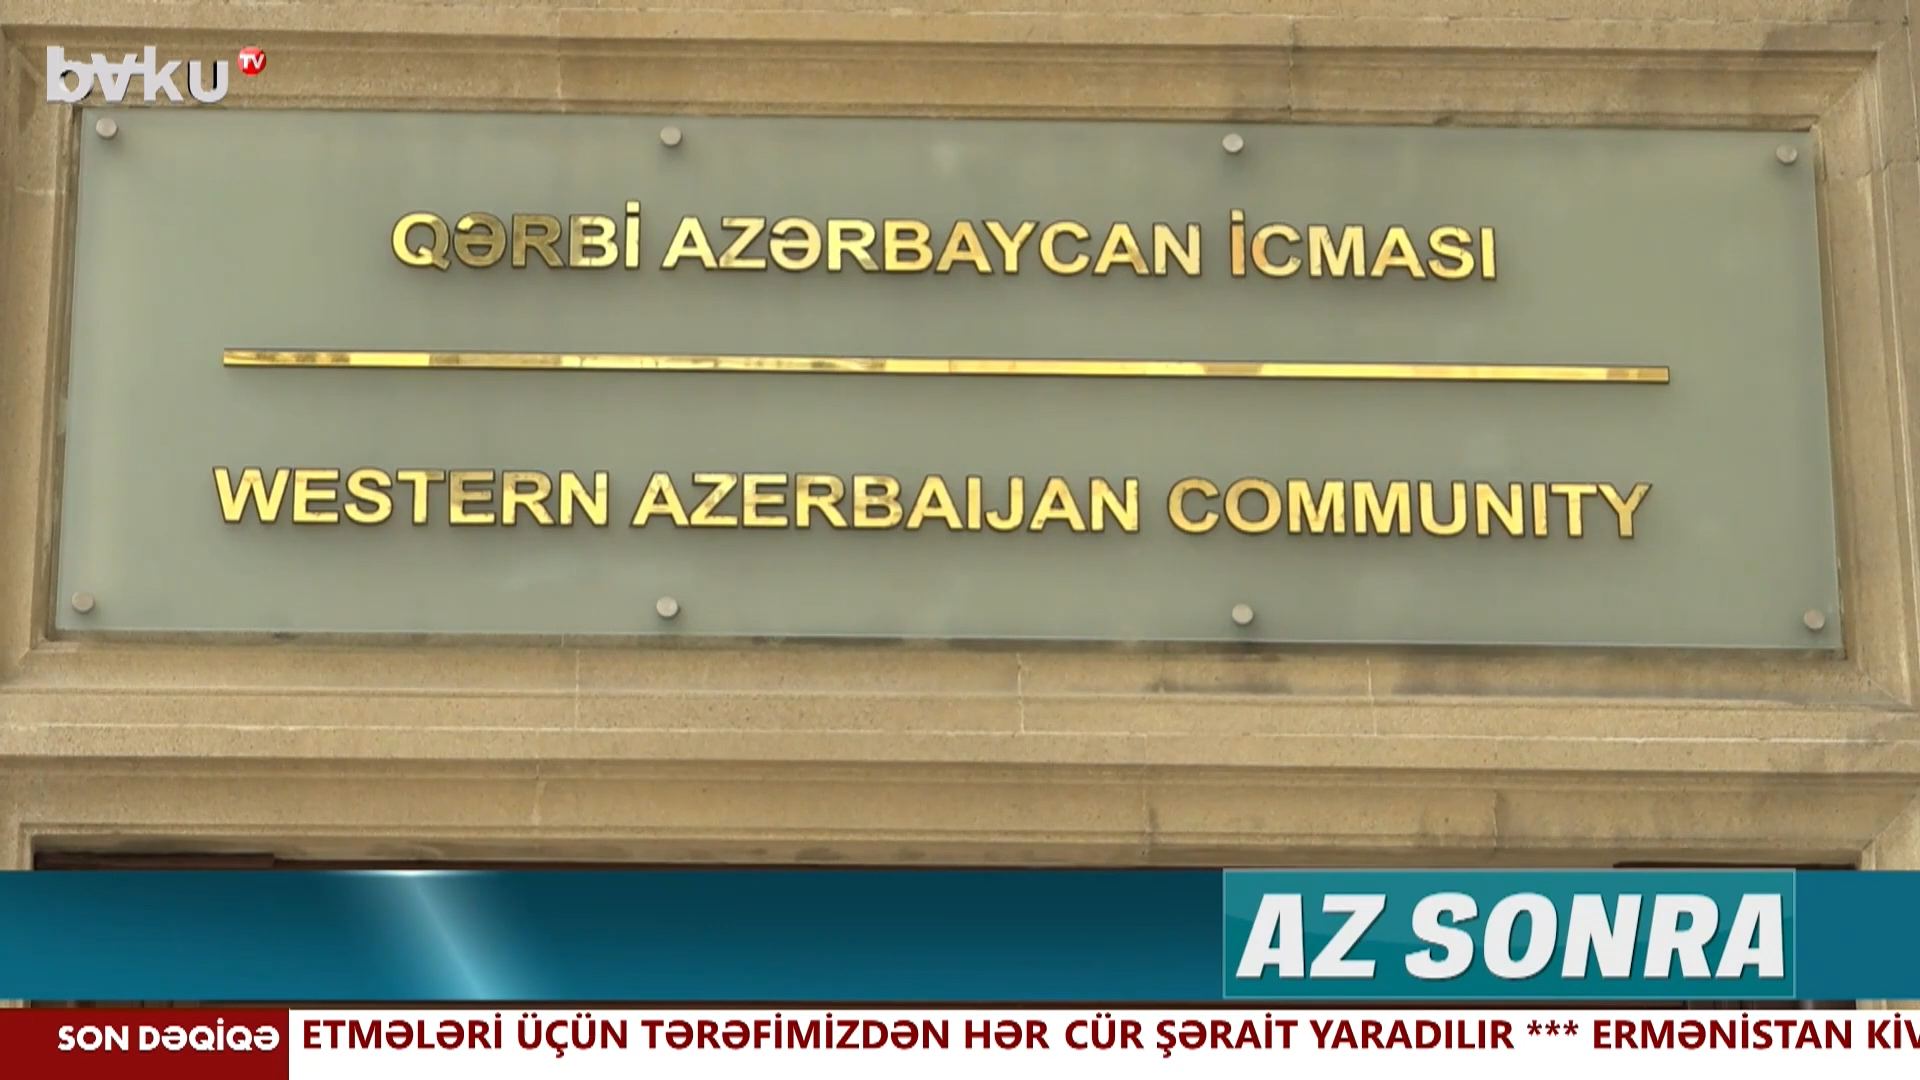 bakU TV
QƏRBİ AZƏRBAYCAN İCMASI
WESTERN AZERBAIJAN COMMUNITY
AZ SONRA
SON DƏQİQƏ
ETMƏLƏRİ ÜÇÜN TƏRƏFİMİZDƏN HƏR CÜR ŞƏRAİT YARADILIR *** ERMƏNİSTAN